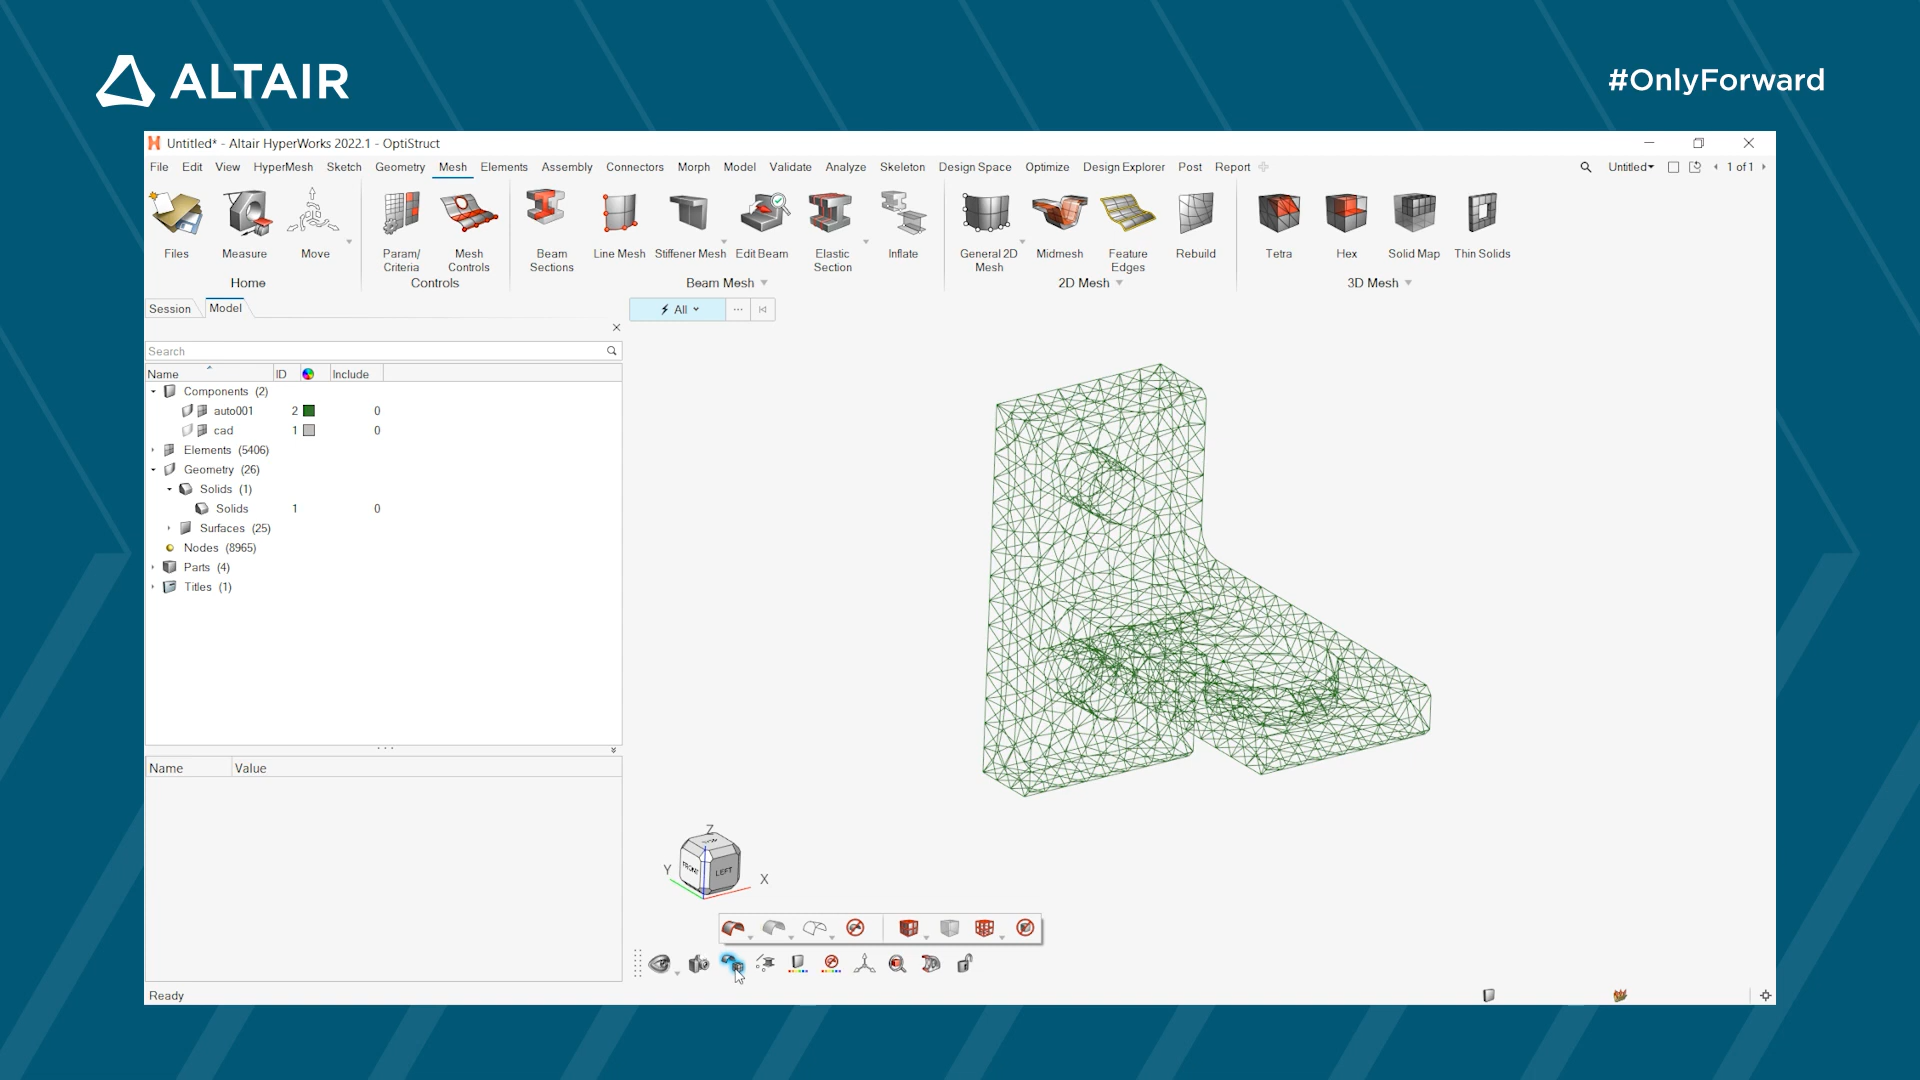 ALTAIR
#OnlyForward
Untitled* - Altair HyperWorks 2022.1 - OptiStruct
File Edit View HyperMesh Sketch Geometry Mesh Elements Assembly Connectors Morph Model Validate Analyze Skeleton Design Space Optimize Design Explorer Post Report Untitled 1 of 1
Files Measure Move Param/ Criteria Mesh Controls Beam Sections Line Mesh Stiffener Mesh Edit Beam Elastic Section Inflate General 2D Mesh Midmesh Feature Edges Rebuild Tetra Hex Solid Map Thin Solids
Home Controls Beam Mesh 2D Mesh 3D Mesh
Session Model
All
Search
Name ID Include
Components (2)
auto001 2 0
cad 1 0
Elements (5406)
Geometry (26)
Solids (1)
Solids 1 0
Surfaces (25)
Nodes (8965)
Parts (4)
Titles (1)
Name Value
Z
Y
X
LEFT
Ready